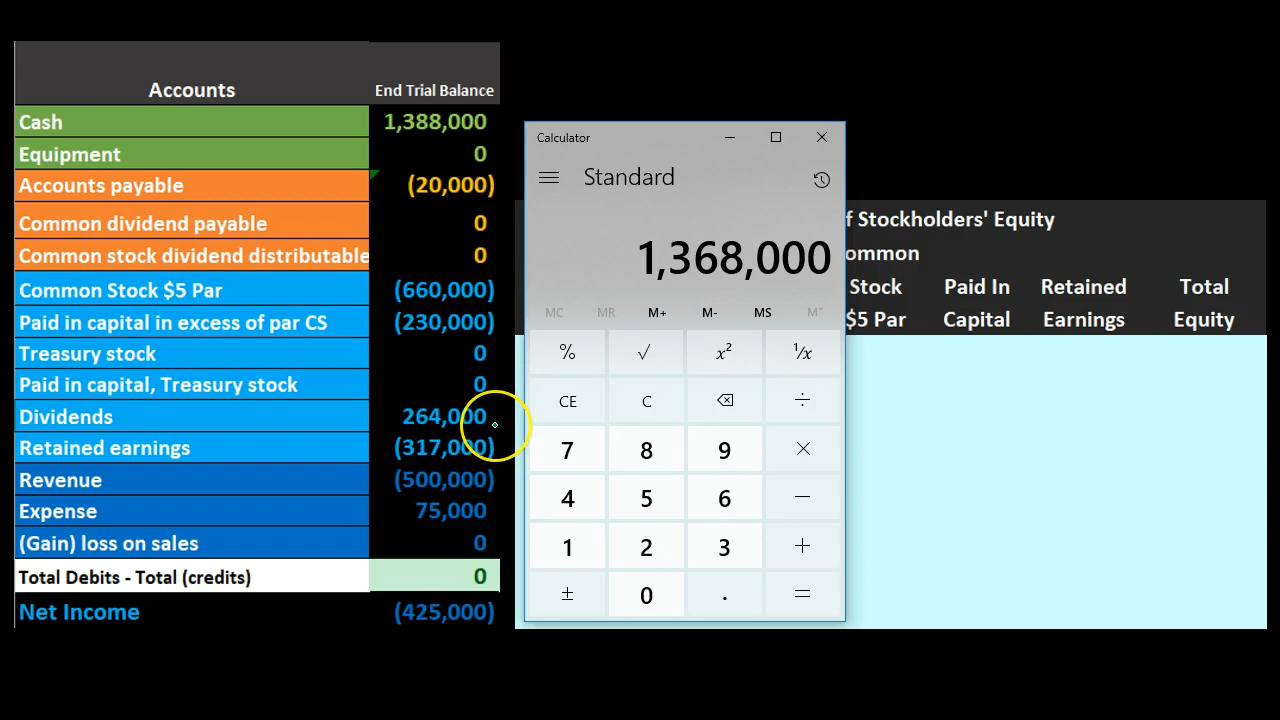 Accounts End Trial Balance
Cash 1,388,000
Equipment 0
Accounts payable (20,000)
Common dividend payable 0
Common stock dividend distributable 0
Common Stock $5 Par (660,000)
Paid in capital in excess of par CS (230,000)
Treasury stock 0
Paid in capital, Treasury stock 0
Dividends 264,000
Retained earnings (317,000)
Revenue (500,000)
Expense 75,000
(Gain) loss on sales 0
Total Debits - Total (credits) 0
Net Income (425,000)
Calculator
Standard
1,368,000
MC MR M+ M- MS M˅
% √ x² ¹/x
CE C ⌫ ÷
7 8 9 ×
4 5 6 −
1 2 3 +
± 0 . =
f Stockholders' Equity
ommon
Stock Paid In Retained Total
$5 Par Capital Earnings Equity